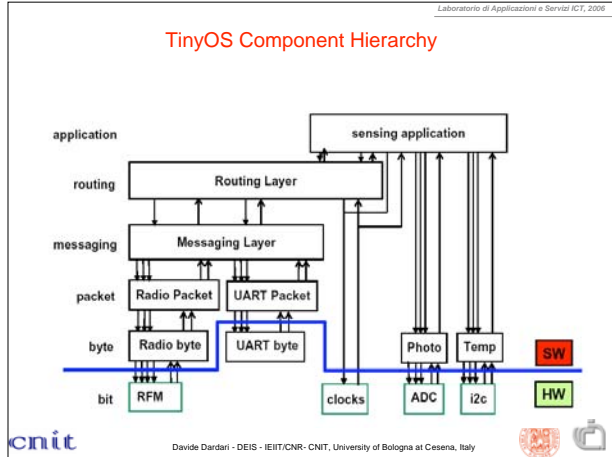 Laboratorio di Applicazioni e Servizi ICT, 2006
TinyOS Component Hierarchy
application
sensing application
routing
Routing Layer
messaging
Messaging Layer
packet
Radio Packet
UART Packet
byte
Radio byte
UART byte
Photo
Temp
SW
bit
RFM
clocks
ADC
i2c
HW
cnit
Davide Dardari - DEIS - IEIIT/CNR- CNIT, University of Bologna at Cesena, Italy